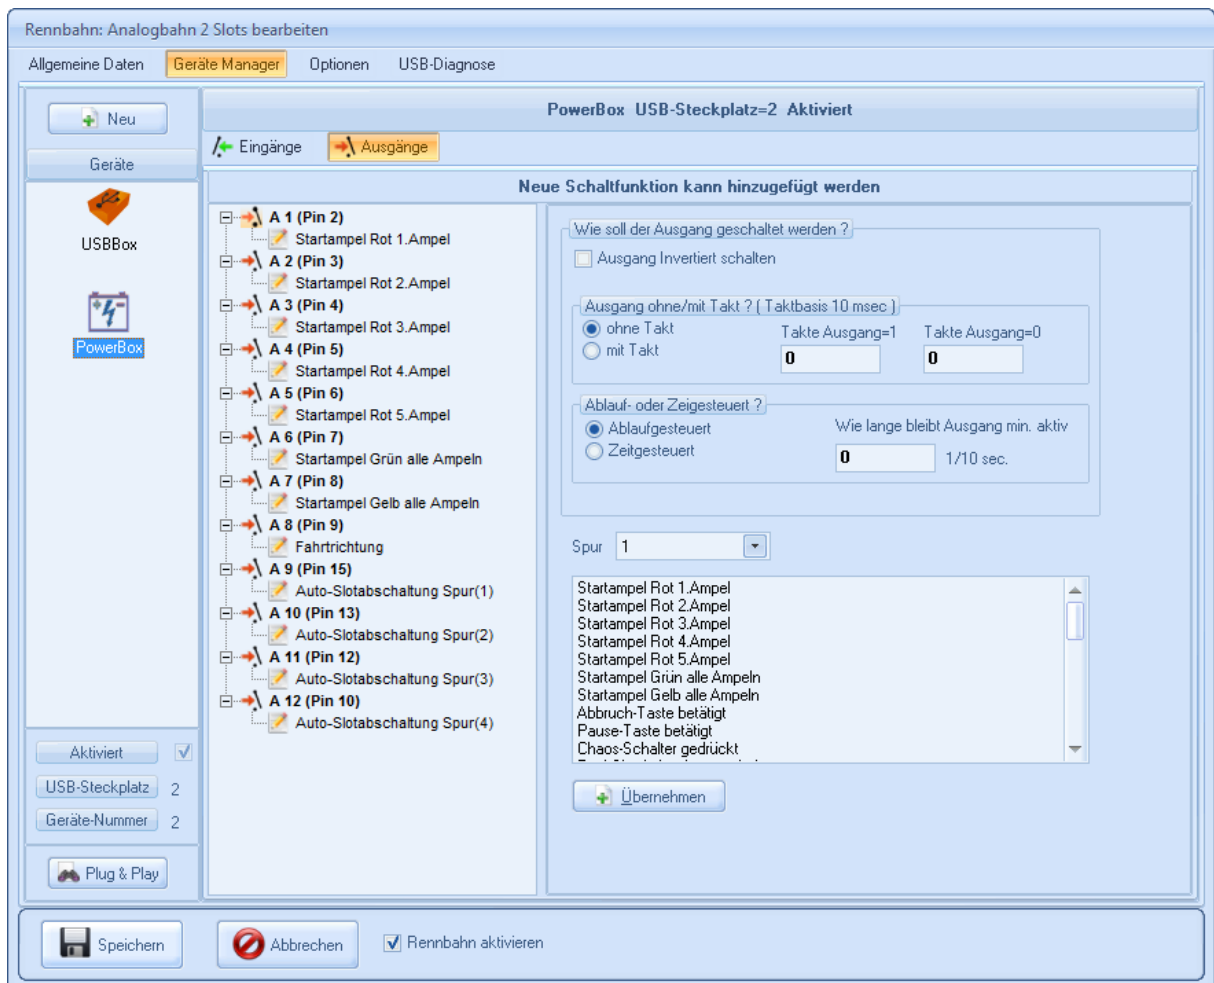 Rennbahn: Analogbahn 2 Slots bearbeiten
Allgemeine Daten Geräte Manager Optionen USB-Diagnose
Neu
Geräte
USBBox
PowerBox
Aktiviert
USB-Steckplatz 2
Geräte-Nummer 2
Plug & Play
PowerBox USB-Steckplatz=2 Aktiviert
Eingänge Ausgänge
Neue Schaltfunktion kann hinzugefügt werden
A 1 (Pin 2)
Startampel Rot 1.Ampel
A 2 (Pin 3)
Startampel Rot 2.Ampel
A 3 (Pin 4)
Startampel Rot 3.Ampel
A 4 (Pin 5)
Startampel Rot 4.Ampel
A 5 (Pin 6)
Startampel Rot 5.Ampel
A 6 (Pin 7)
Startampel Grün alle Ampeln
A 7 (Pin 8)
Startampel Gelb alle Ampeln
A 8 (Pin 9)
Fahrtrichtung
A 9 (Pin 15)
Auto-Slotabschaltung Spur(1)
A 10 (Pin 13)
Auto-Slotabschaltung Spur(2)
A 11 (Pin 12)
Auto-Slotabschaltung Spur(3)
A 12 (Pin 10)
Auto-Slotabschaltung Spur(4)
Wie soll der Ausgang geschaltet werden ?
Ausgang Invertiert schalten
Ausgang ohne/mit Takt ? ( Taktbasis 10 msec )
ohne Takt Takte Ausgang=1 Takte Ausgang=0
mit Takt 0 0
Ablauf- oder Zeigesteuert ?
Ablaufgesteuert Wie lange bleibt Ausgang min. aktiv
Zeitgesteuert 0 1/10 sec.
Spur 1
Startampel Rot 1.Ampel
Startampel Rot 2.Ampel
Startampel Rot 3.Ampel
Startampel Rot 4.Ampel
Startampel Rot 5.Ampel
Startampel Grün alle Ampeln
Startampel Gelb alle Ampeln
Abbruch-Taste betätigt
Pause-Taste betätigt
Chaos-Schalter gedrückt
Übernehmen
Speichern Abbrechen Rennbahn aktivieren